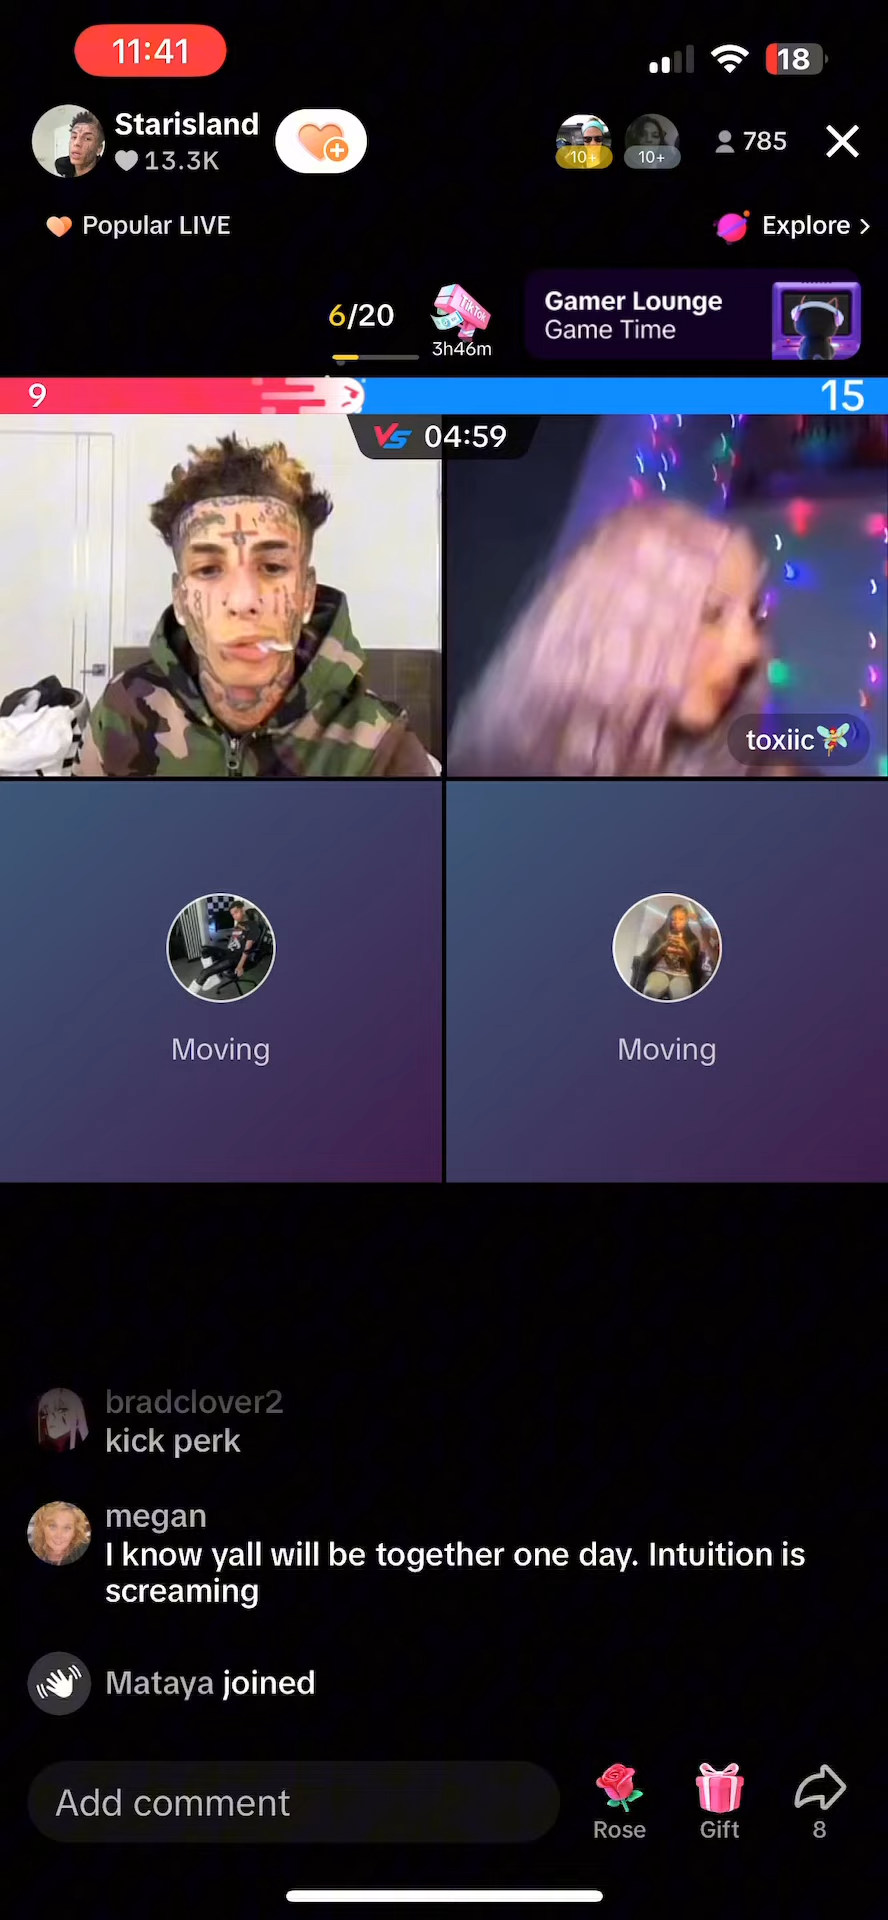 11:41
18
Starisland
13.3K
10+
10+
785
Popular LIVE
Explore >
6/20
TikTok
3h46m
Gamer Lounge
Game Time
9
15
VS 04:59
toxiic
Moving
Moving
bradclover2
kick perk
megan
I know yall will be together one day. Intuition is
screaming
Mataya joined
Add comment
Rose
Gift
8